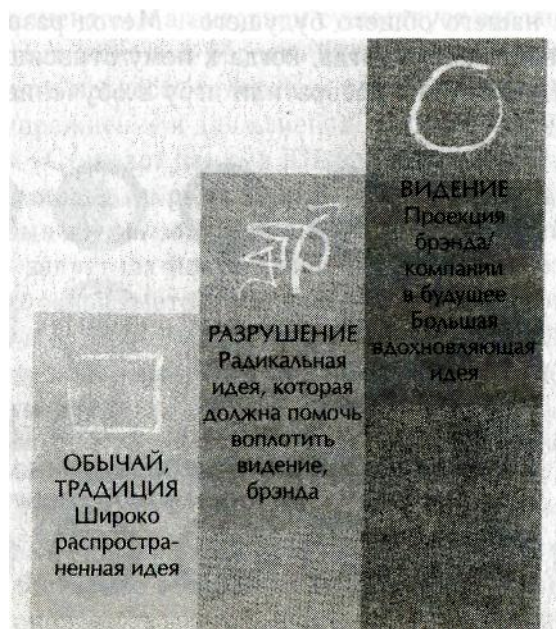 ОБЫЧАЙ,
ТРАДИЦИЯ
Широко
распростра-
ненная идея
РАЗРУШЕНИЕ
Радикальная
идея, которая
должна помочь
воплотить
видение,
брэнда
ВИДЕНИЕ
Проекция
брэнда/
компании
в будущее
Большая
вдохновляющая
идея